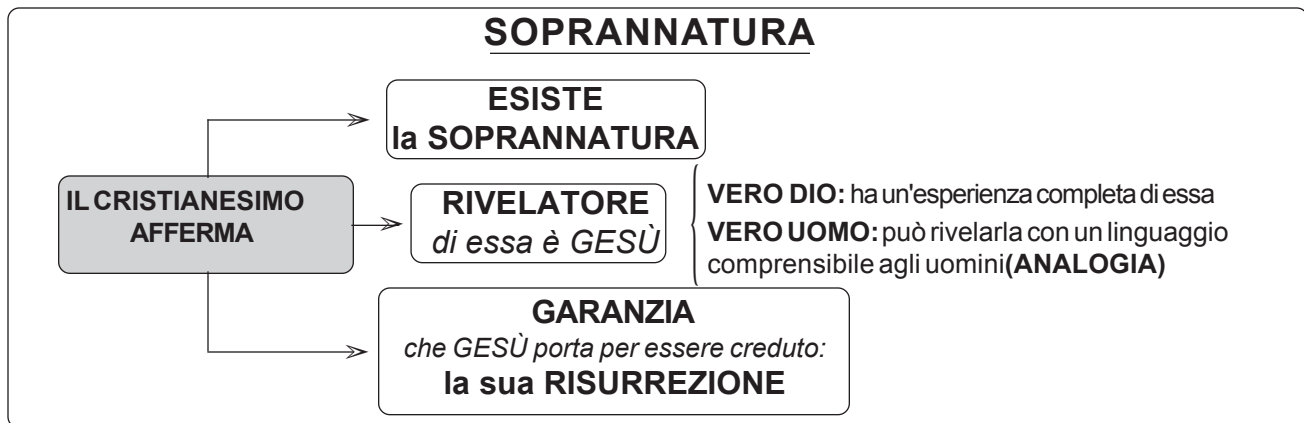 SOPRANNATURA
ESISTE
la SOPRANNATURA
IL CRISTIANESIMO
AFFERMA
RIVELATORE
di essa è GESÙ
VERO DIO: ha un'esperienza completa di essa
VERO UOMO: può rivelarla con un linguaggio
comprensibile agli uomini(ANALOGIA)
GARANZIA
che GESÙ porta per essere creduto:
la sua RISURREZIONE